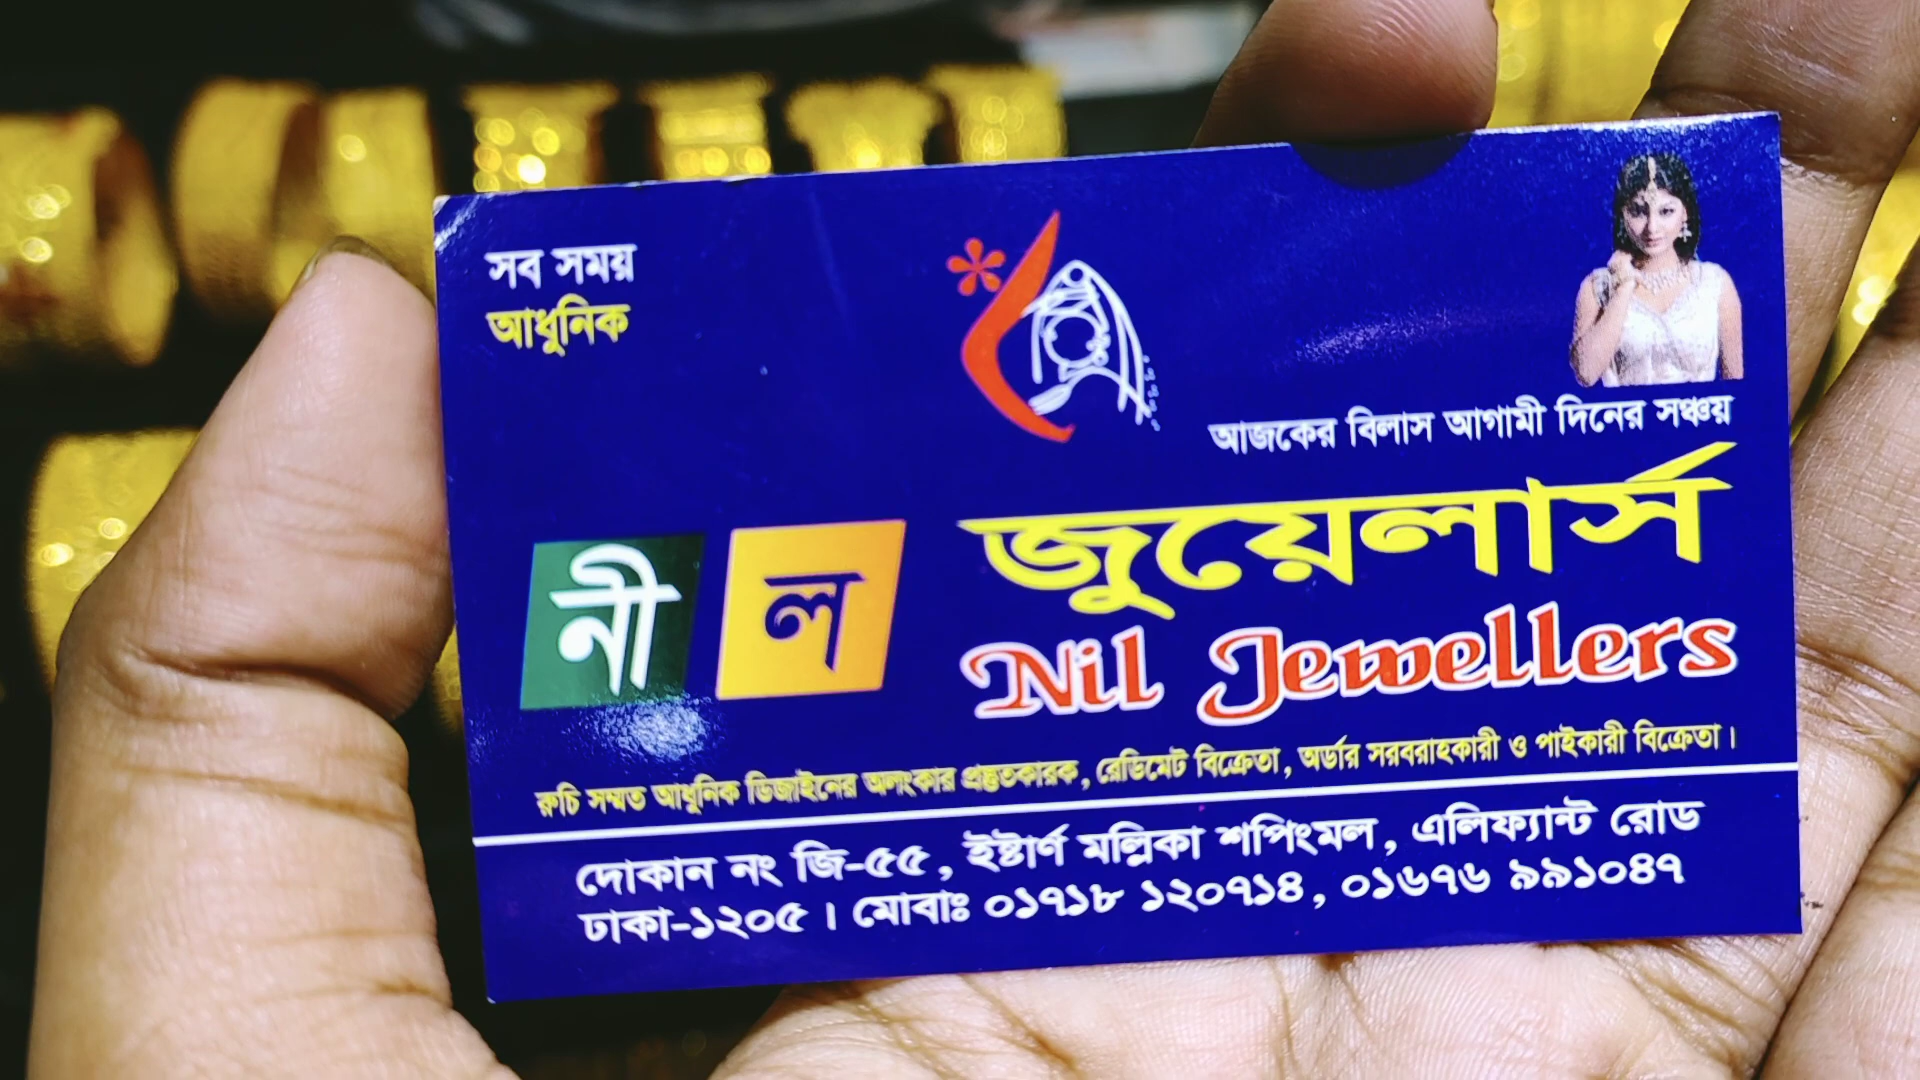 সব সময়
আধুনিক
আজকের বিলাস আগামী দিনের সঞ্চয়
নীল জুয়েলার্স
Nil Jewellers
রুচি সম্মত আধুনিক ডিজাইনের অলংকার প্রস্তুতকারক, রেডিমেট বিক্রেতা, অর্ডার সরবরাহকারী ও পাইকারী বিক্রেতা।
দোকান নং জি-৫৫, ইষ্টার্ণ মল্লিকা শপিংমল, এলিফ্যান্ট রোড
ঢাকা-১২০৫। মোবাঃ ০১৭১৮ ১২০৭১৪, ০১৬৭৬ ৯৯১০৪৭